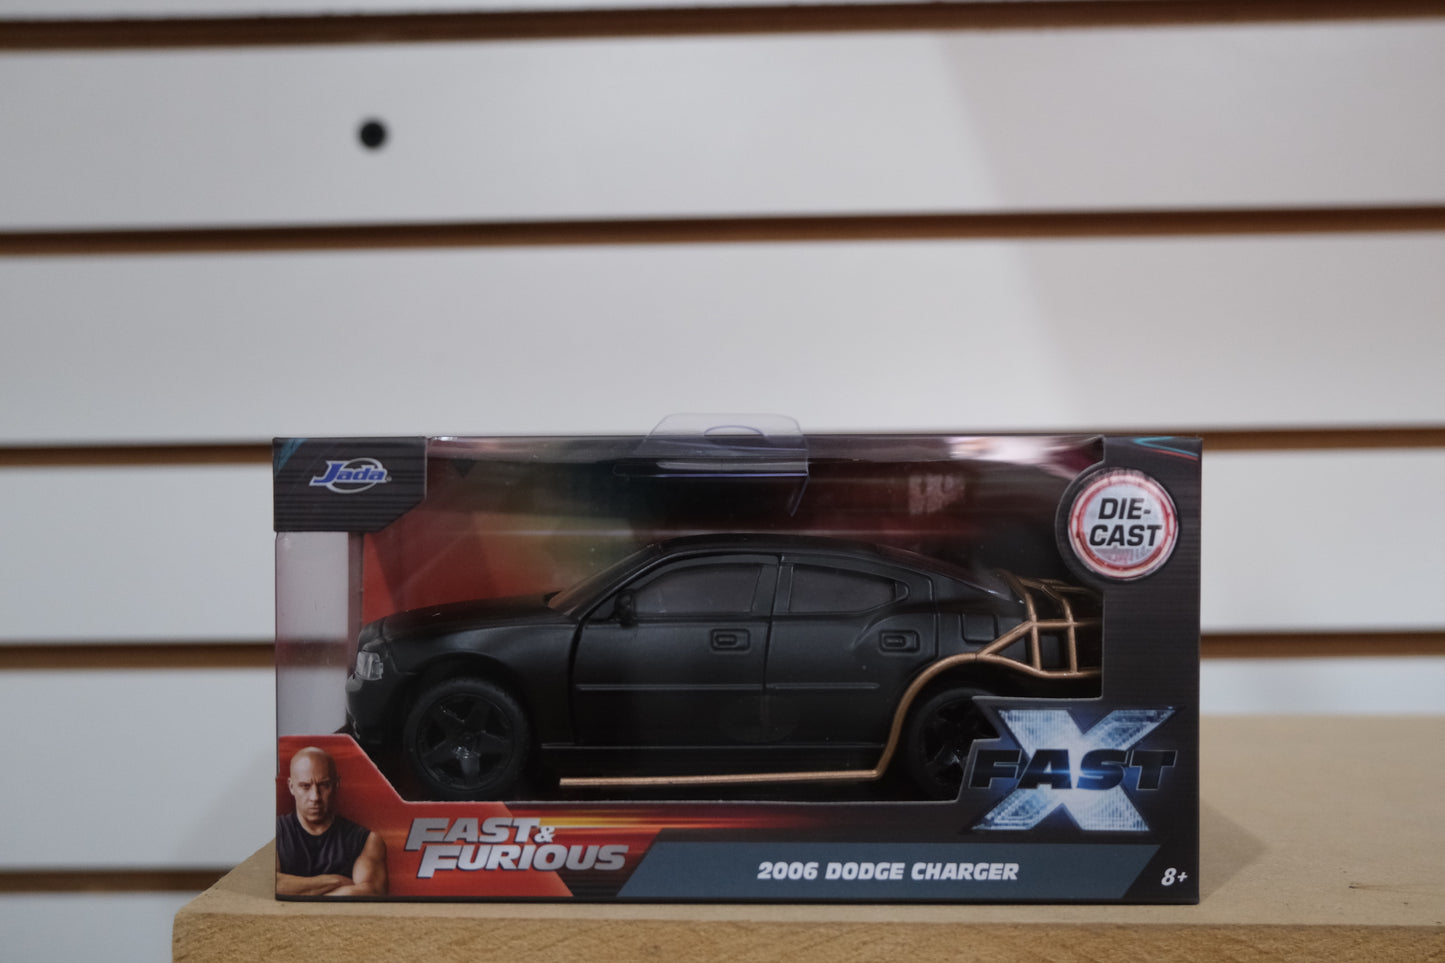 Jada
DIE-
CAST
FAST
X
FAST &
FURIOUS
2006 DODGE CHARGER
8+